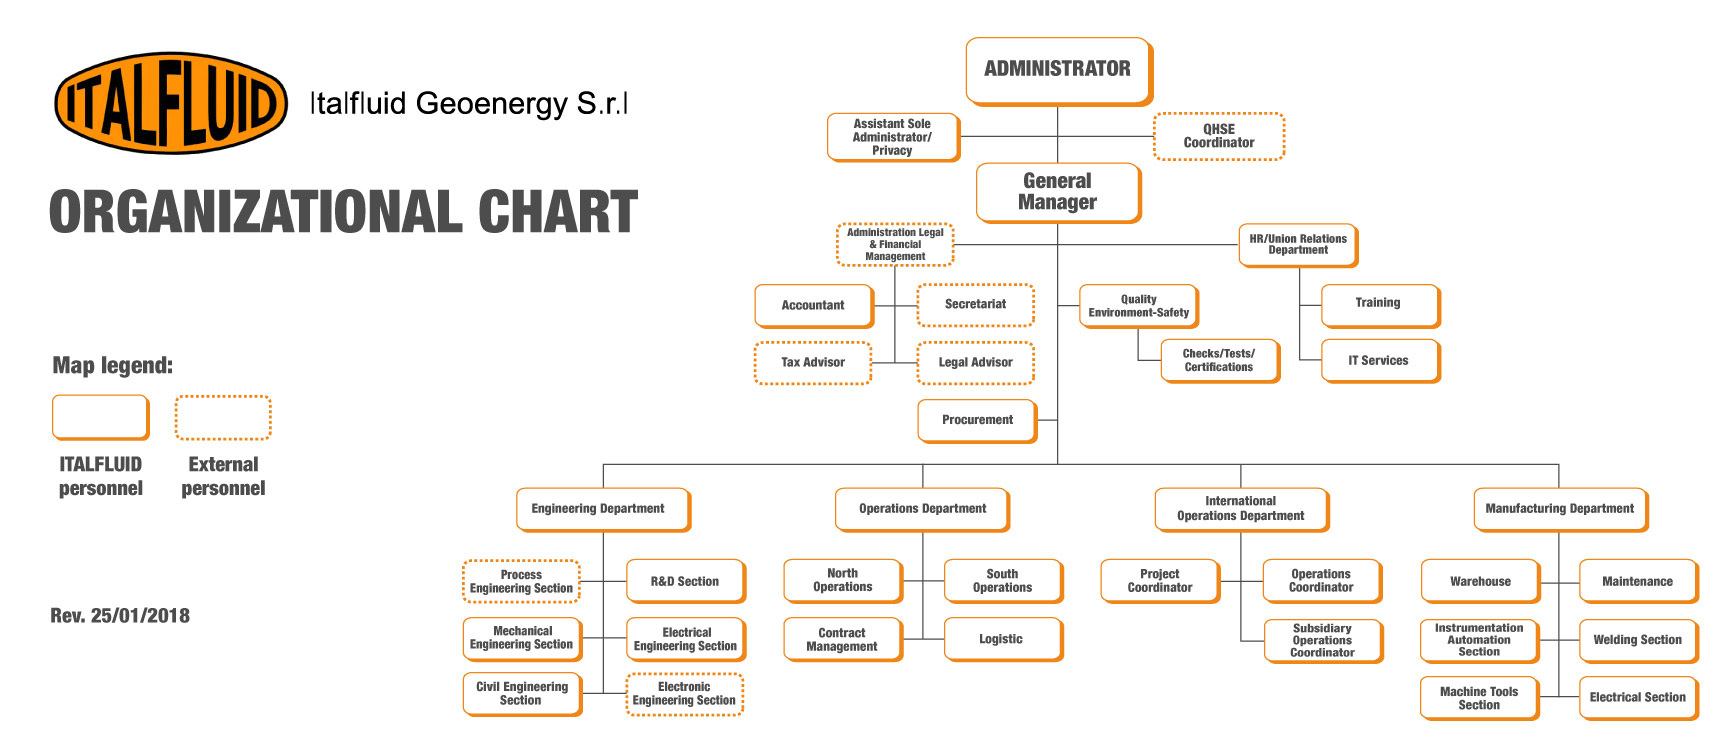 ITALFLUID
Italfluid Geoenergy S.r.l
ORGANIZATIONAL CHART
Map legend:
ITALFLUID
personnel
External
personnel
Rev. 25/01/2018
ADMINISTRATOR
Assistant Sole
Administrator/
Privacy
QHSE
Coordinator
General
Manager
Administration Legal
& Financial
Management
HR/Union Relations
Department
Accountant
Secretariat
Quality
Environment-Safety
Training
Tax Advisor
Legal Advisor
Checks/Tests/
Certifications
IT Services
Procurement
Engineering Department
Operations Department
International
Operations Department
Manufacturing Department
Process
Engineering Section
R&D Section
North
Operations
South
Operations
Project
Coordinator
Operations
Coordinator
Warehouse
Maintenance
Mechanical
Engineering Section
Electrical
Engineering Section
Contract
Management
Logistic
Subsidiary
Operations
Coordinator
Instrumentation
Automation
Section
Welding Section
Civil Engineering
Section
Electronic
Engineering Section
Machine Tools
Section
Electrical Section